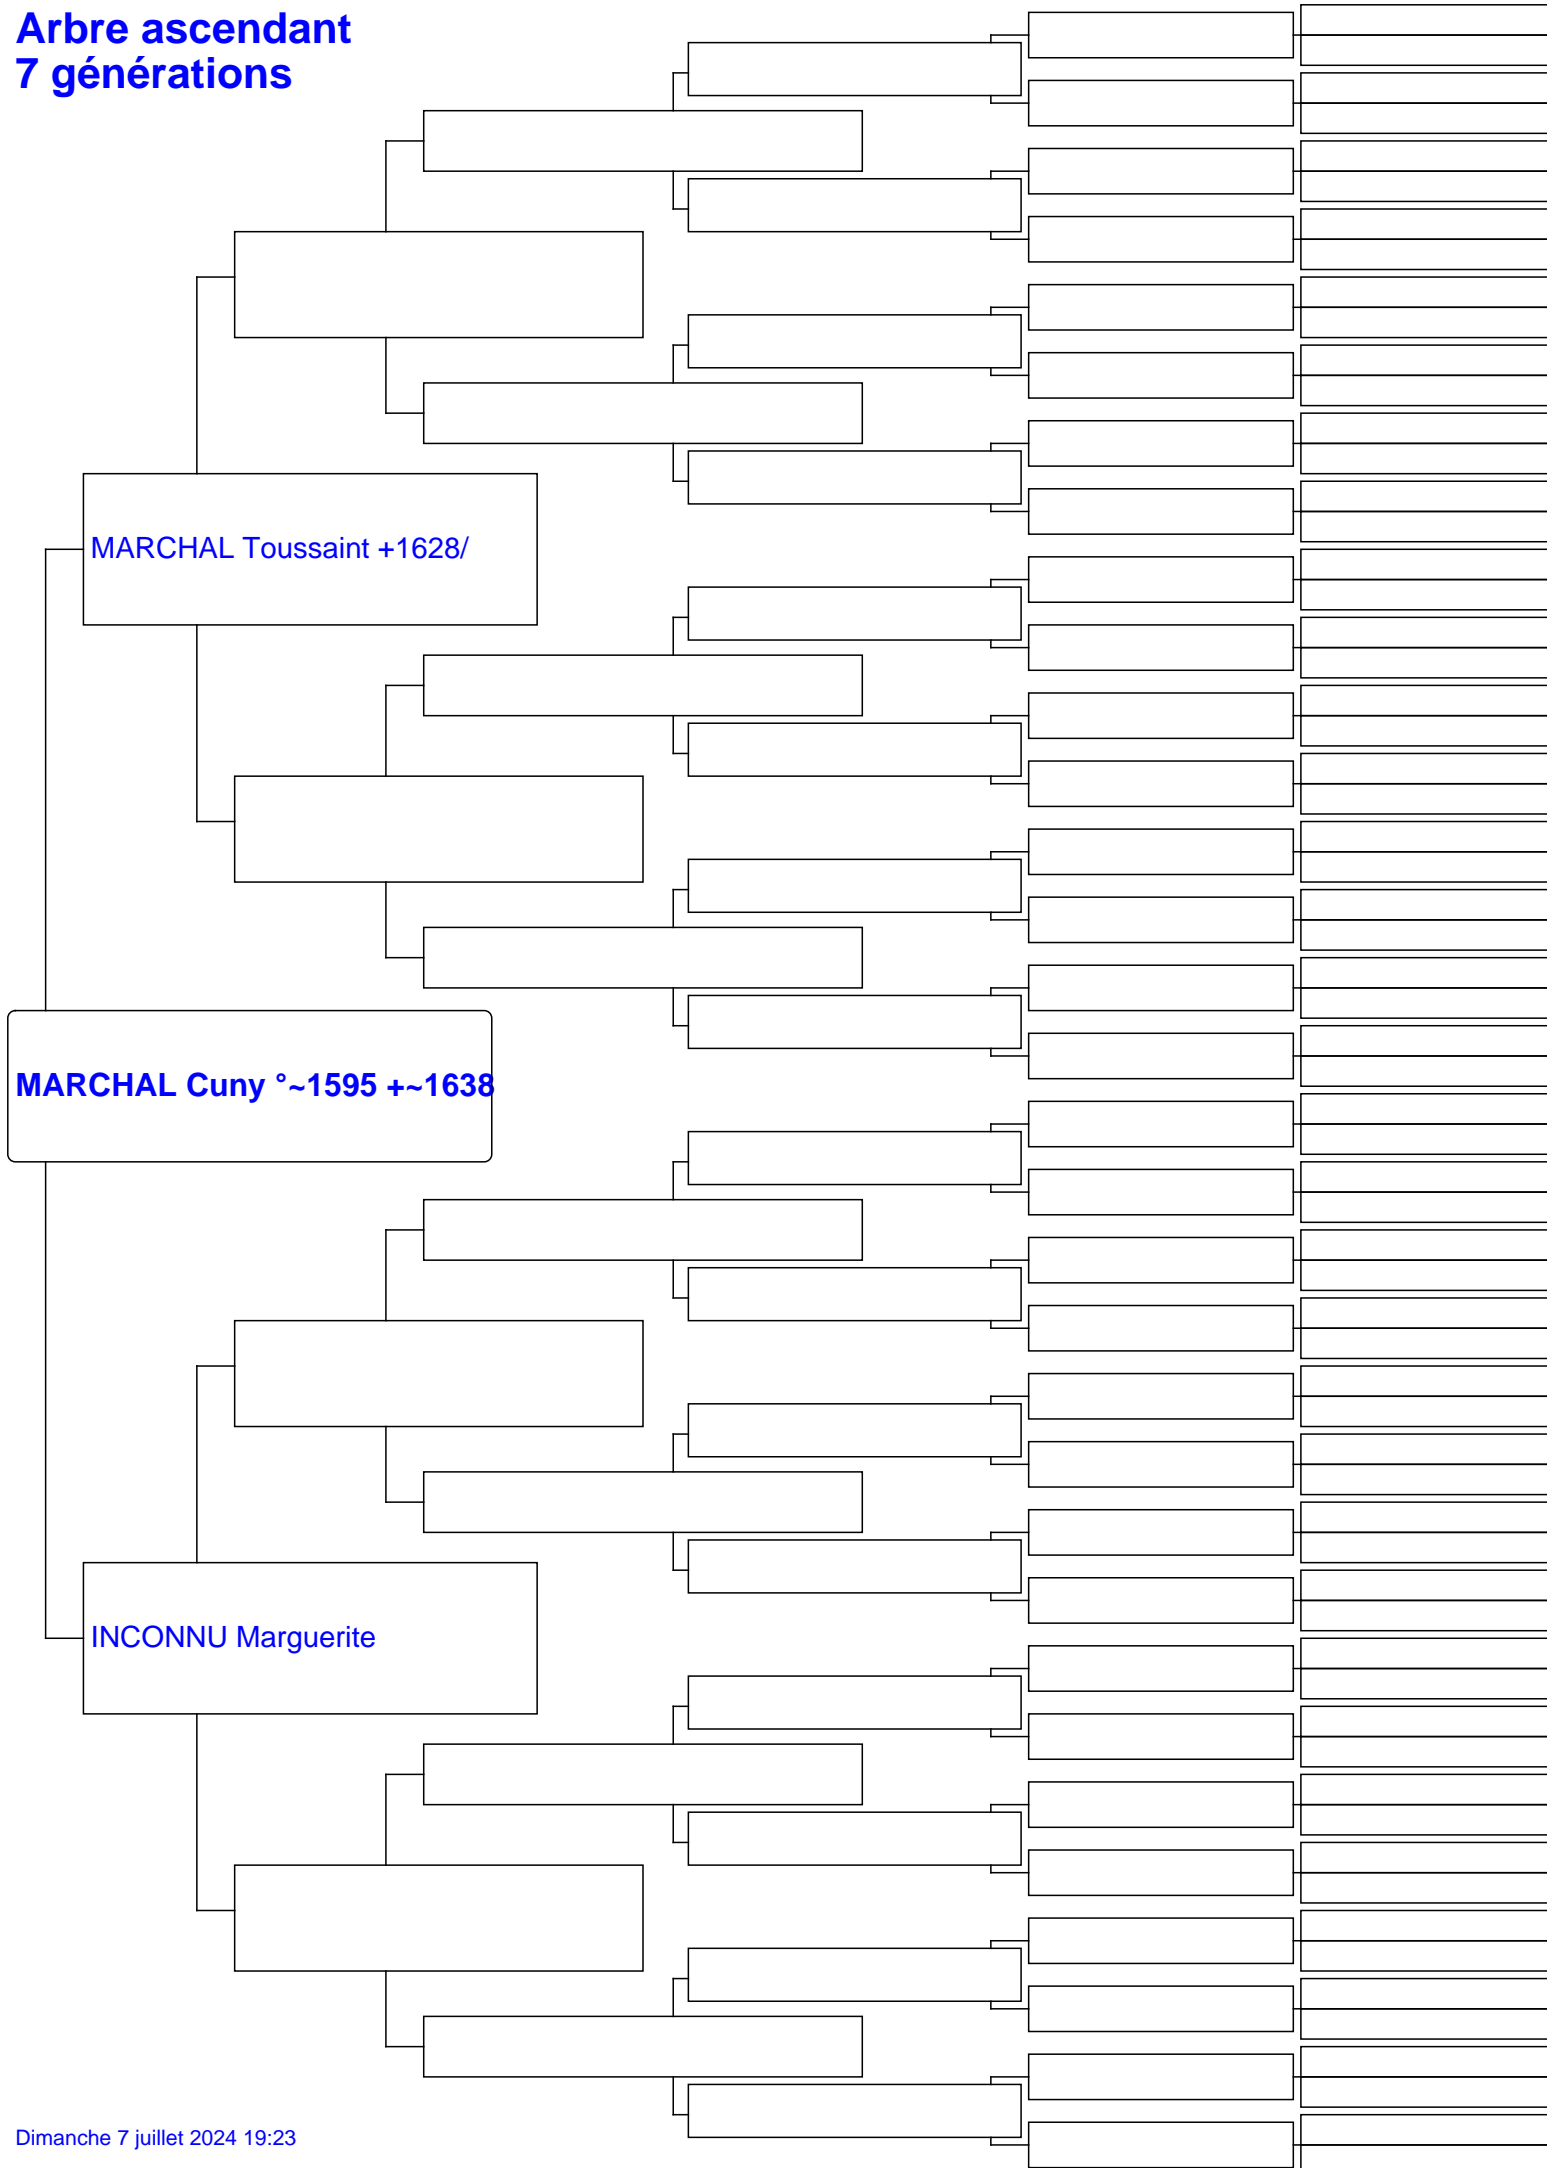 Arbre ascendant
7 générations
MARCHAL Toussaint +1628/
MARCHAL Cuny °~1595 +~1638
INCONNU Marguerite
Dimanche 7 juillet 2024 19:23